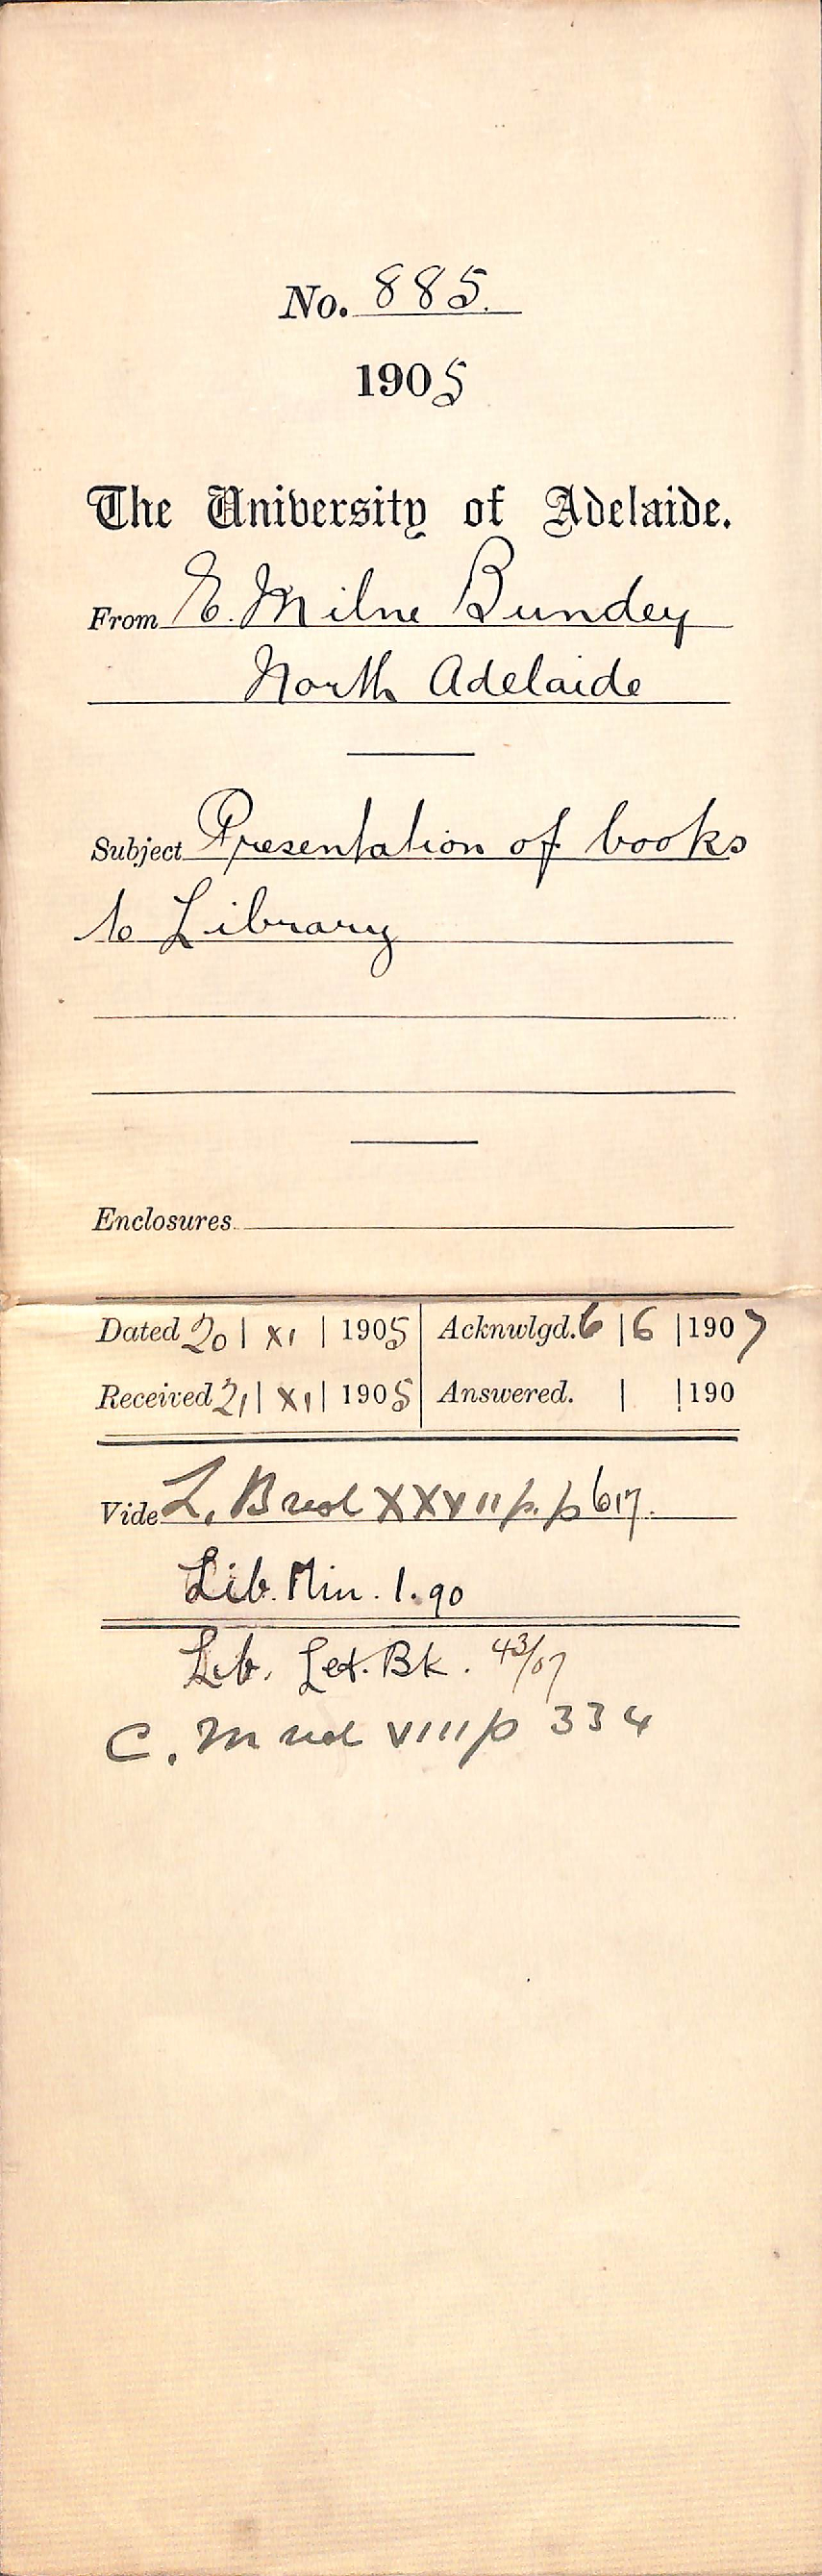 No. 885.
1905
The University of Adelaide.
From E. Milne Bundey
North Adelaide
Subject Presentation of books
to Library
Enclosures
Dated 20 | XI | 1905 | Acknwlgd. 6 | 6 | 1907
Received 21 | XI | 1905 | Answered. | | 190
Vide L. B vol XXVII p. p 617.
Lib. Min. 1.90
Lib. Let. Bk. 43/07
C. M vol VIII p 334